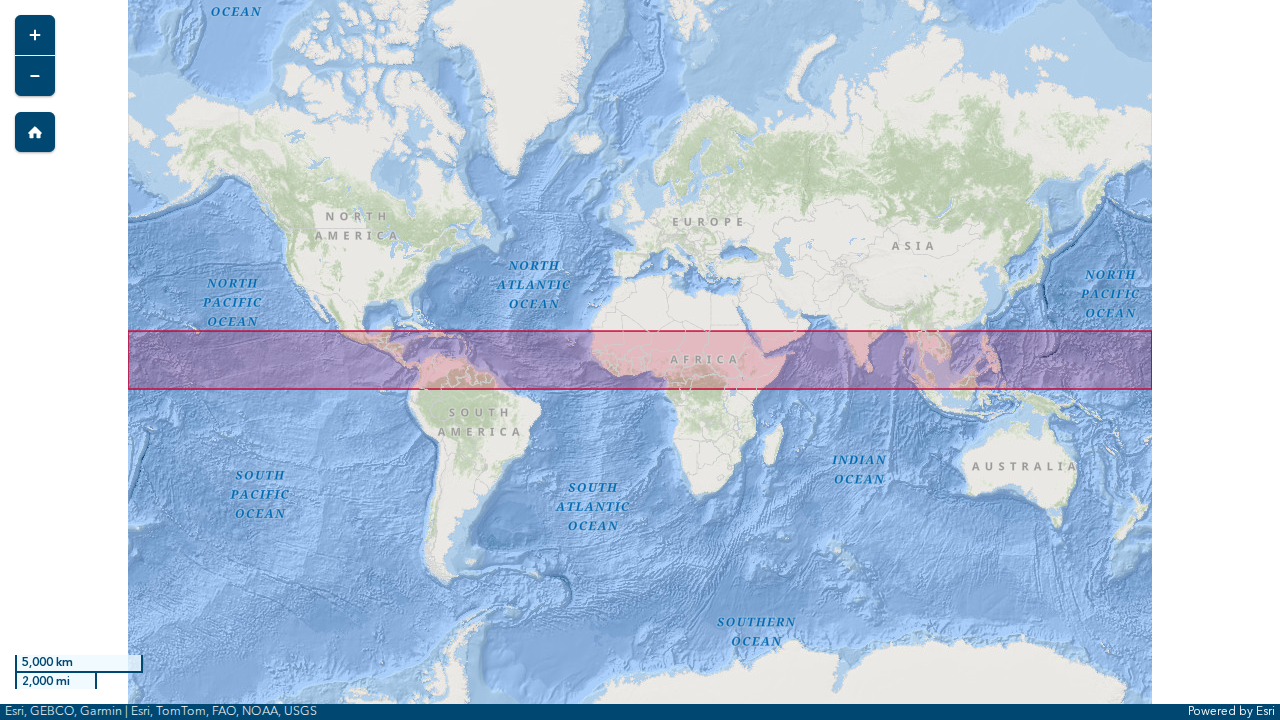 OCEAN
+
−
NORTH
AMERICA
EUROPE
ASIA
NORTH
PACIFIC
OCEAN
NORTH
ATLANTIC
OCEAN
NORTH
PACIFIC
OCEAN
AFRICA
SOUTH
AMERICA
INDIAN
OCEAN
AUSTRALIA
SOUTH
PACIFIC
OCEAN
SOUTH
ATLANTIC
OCEAN
SOUTHERN
OCEAN
5,000 km
2,000 mi
Esri, GEBCO, Garmin | Esri, TomTom, FAO, NOAA, USGS
Powered by Esri